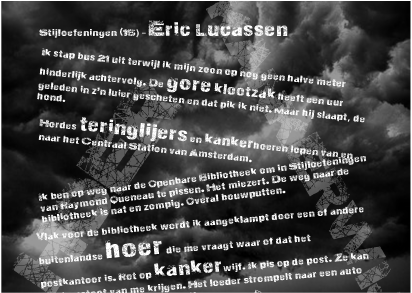 Stijloefeningen (15) - Eric Lucassen
Ik stap bus 21 uit terwijl ik mijn zoon op nog geen halve meter
hinderlijk achtervolg. De gore klootzak heeft een uur
geleden in z'n luier gescheten en dat pik ik niet. Maar hij slaapt, de
hond.
Hordes teringlijers en kankerhoeren lopen van en
naar het Centraal Station van Amsterdam.
Ik ben op weg naar de Openbare Bibliotheek om in Stijloefeningen
van Raymond Queneau te pissen. Het miezert. De weg naar de
bibliotheek is nat en zompig. Overal bouwputten.
Vlak voor de bibliotheek wordt ik aangeklampt door een of andere
buitenlandse hoer die me vraagt waar of dat het
postkantoor is. Rot op kankerwijf. Ik pis op de post. Ze kan
van me krijgen. Het loeder strompelt naar een auto